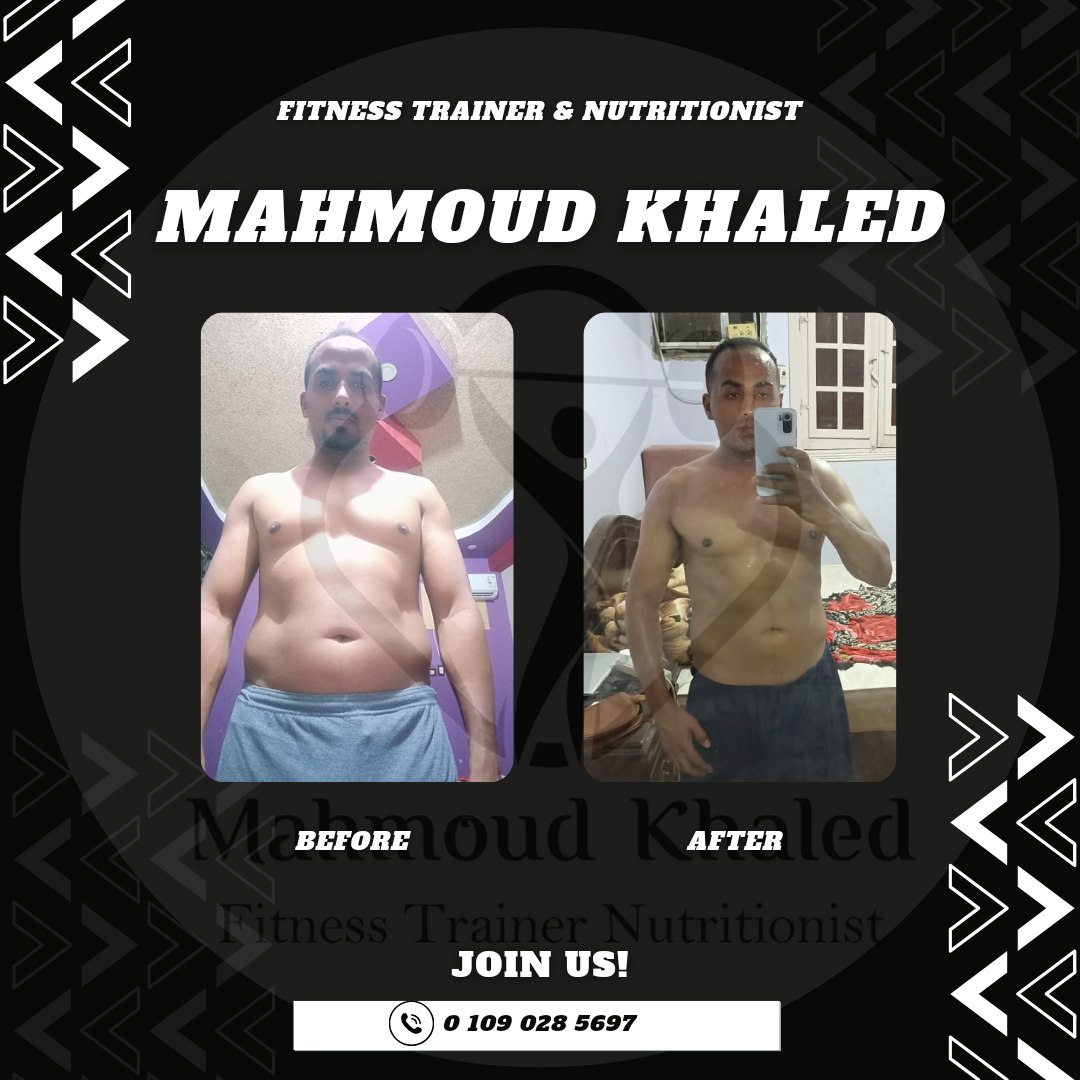 FITNESS TRAINER & NUTRITIONIST
MAHMOUD KHALED
BEFORE
AFTER
Mahmoud Khaled
Fitness Trainer Nutritionist
JOIN US!
0 109 028 5697